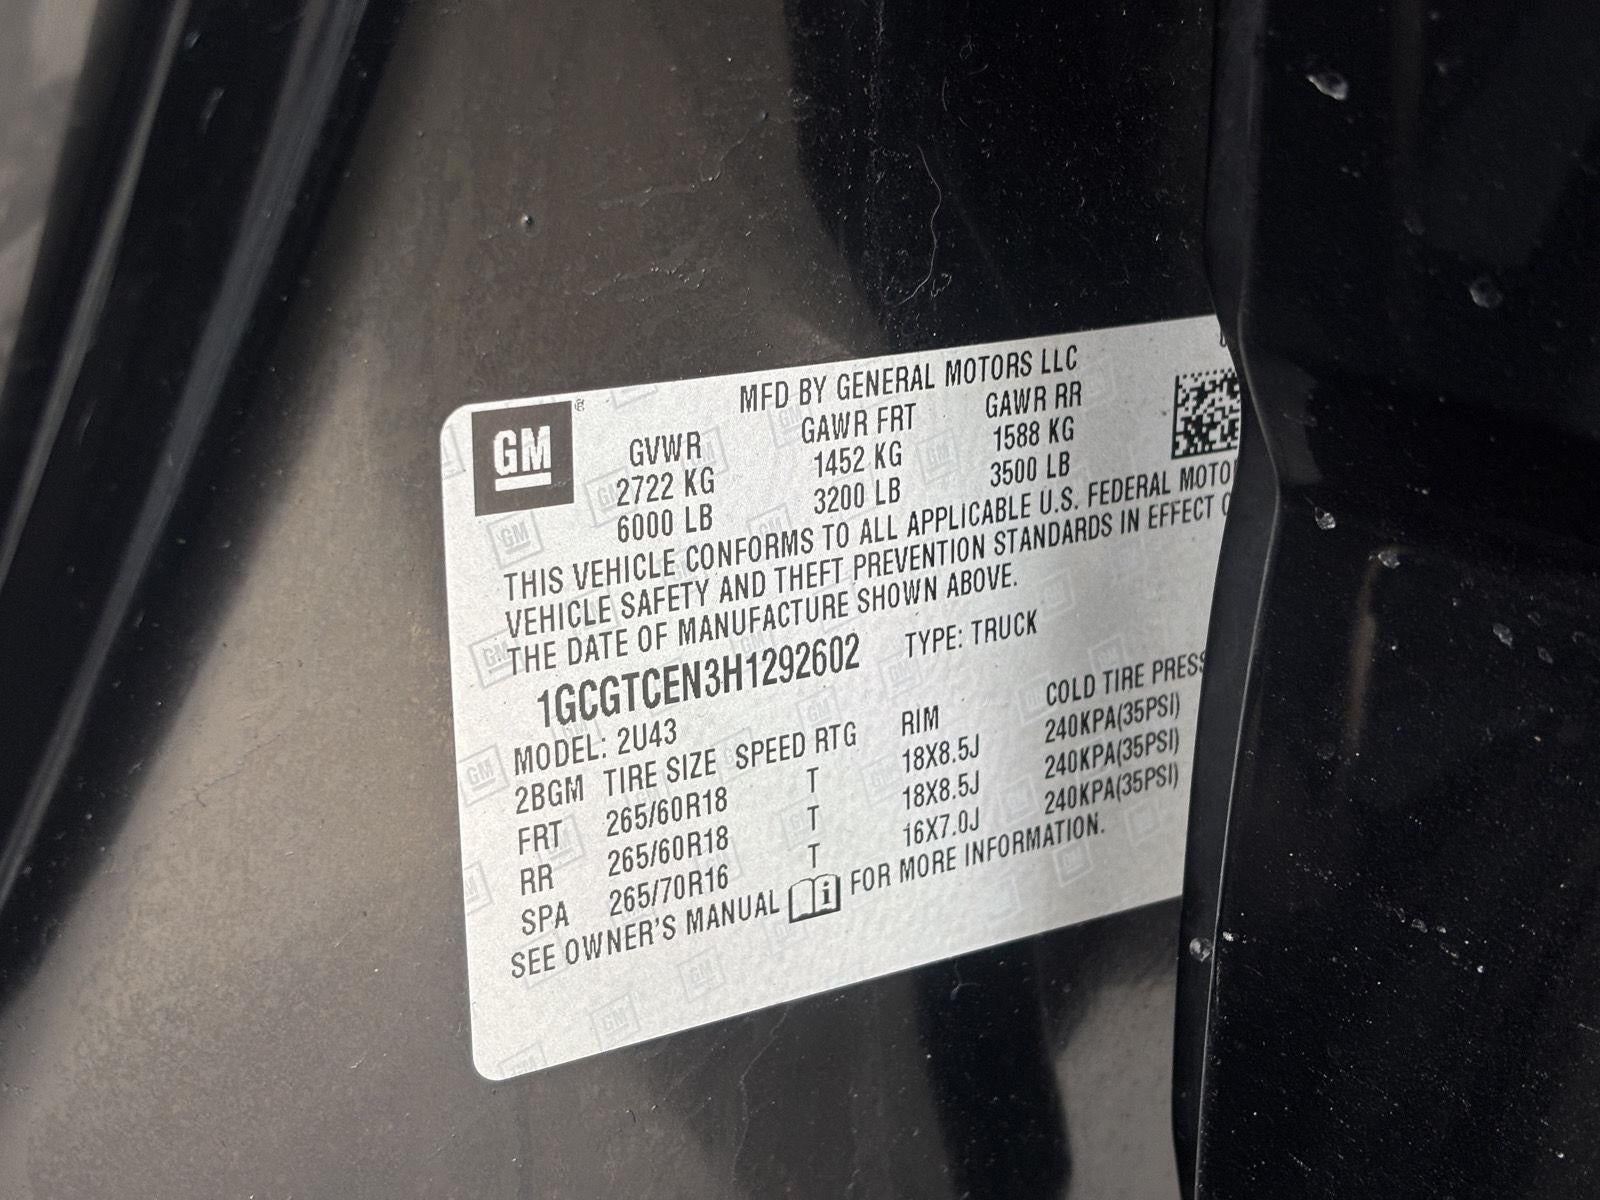 GM
MFD BY GENERAL MOTORS LLC
GVWR GAWR FRT GAWR RR
2722 KG 1452 KG 1588 KG
6000 LB 3200 LB 3500 LB
THIS VEHICLE CONFORMS TO ALL APPLICABLE U.S. FEDERAL MOTO
VEHICLE SAFETY AND THEFT PREVENTION STANDARDS IN EFFECT
THE DATE OF MANUFACTURE SHOWN ABOVE.
1GCGTCEN3H1292602 TYPE: TRUCK
MODEL: 2U43
2BGM TIRE SIZE SPEED RTG RIM COLD TIRE PRESS
FRT 265/60R18 T 18X8.5J 240KPA(35PSI)
RR 265/60R18 T 18X8.5J 240KPA(35PSI)
SPA 265/70R16 T 16X7.0J 240KPA(35PSI)
SEE OWNER'S MANUAL i FOR MORE INFORMATION.